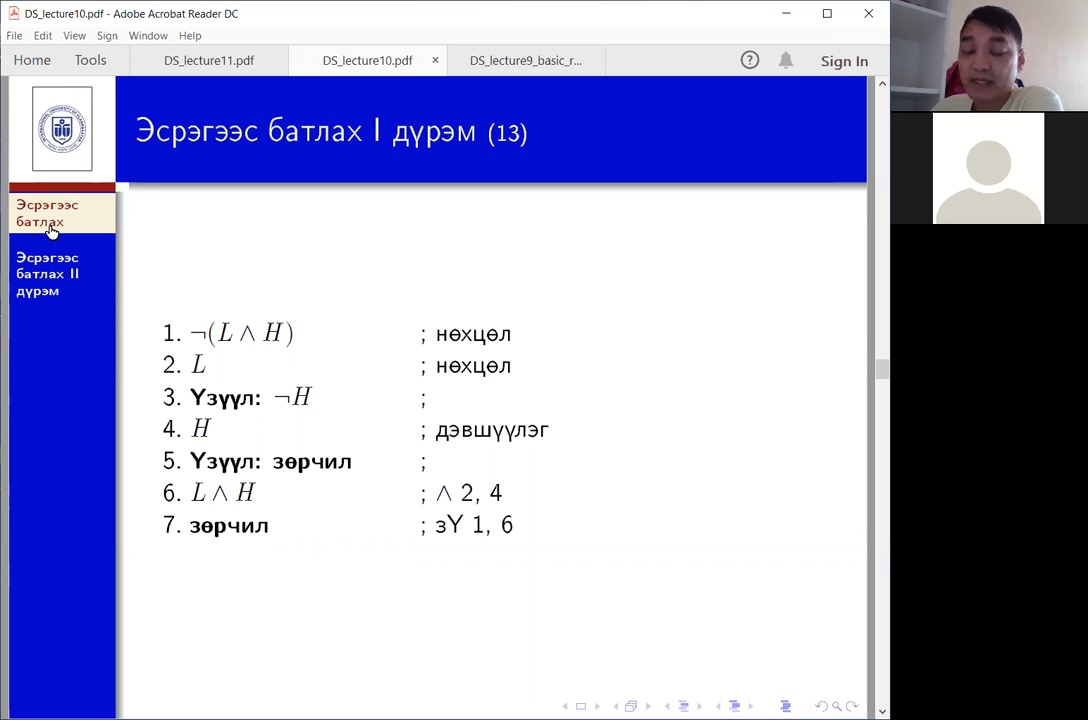 DS_lecture10.pdf - Adobe Acrobat Reader DC
File Edit View Sign Window Help
Home Tools DS_lecture11.pdf DS_lecture10.pdf × DS_lecture9_basic_r... ? Sign In
Эсрэгээс батлах I дүрэм (13)
Эсрэгээс
батлах
Эсрэгээс
батлах II
дүрэм
1. ¬(L ∧ H) ; нөхцөл
2. L ; нөхцөл
3. Үзүүл: ¬H ;
4. H ; дэвшүүлэг
5. Үзүүл: зөрчил ;
6. L ∧ H ; ∧ 2, 4
7. зөрчил ; зҮ 1, 6